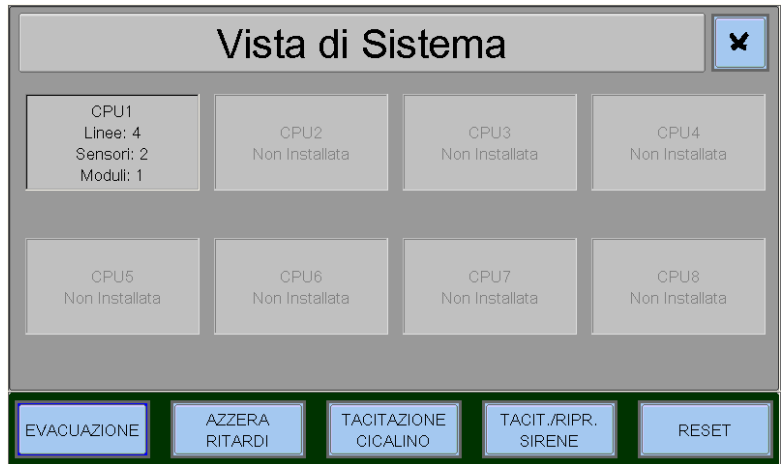 Vista di Sistema
CPU1
Linee: 4
Sensori: 2
Moduli: 1
CPU2
Non Installata
CPU3
Non Installata
CPU4
Non Installata
CPU5
Non Installata
CPU6
Non Installata
CPU7
Non Installata
CPU8
Non Installata
EVACUAZIONE
AZZERA
RITARDI
TACITAZIONE
CICALINO
TACIT./RIPR.
SIRENE
RESET